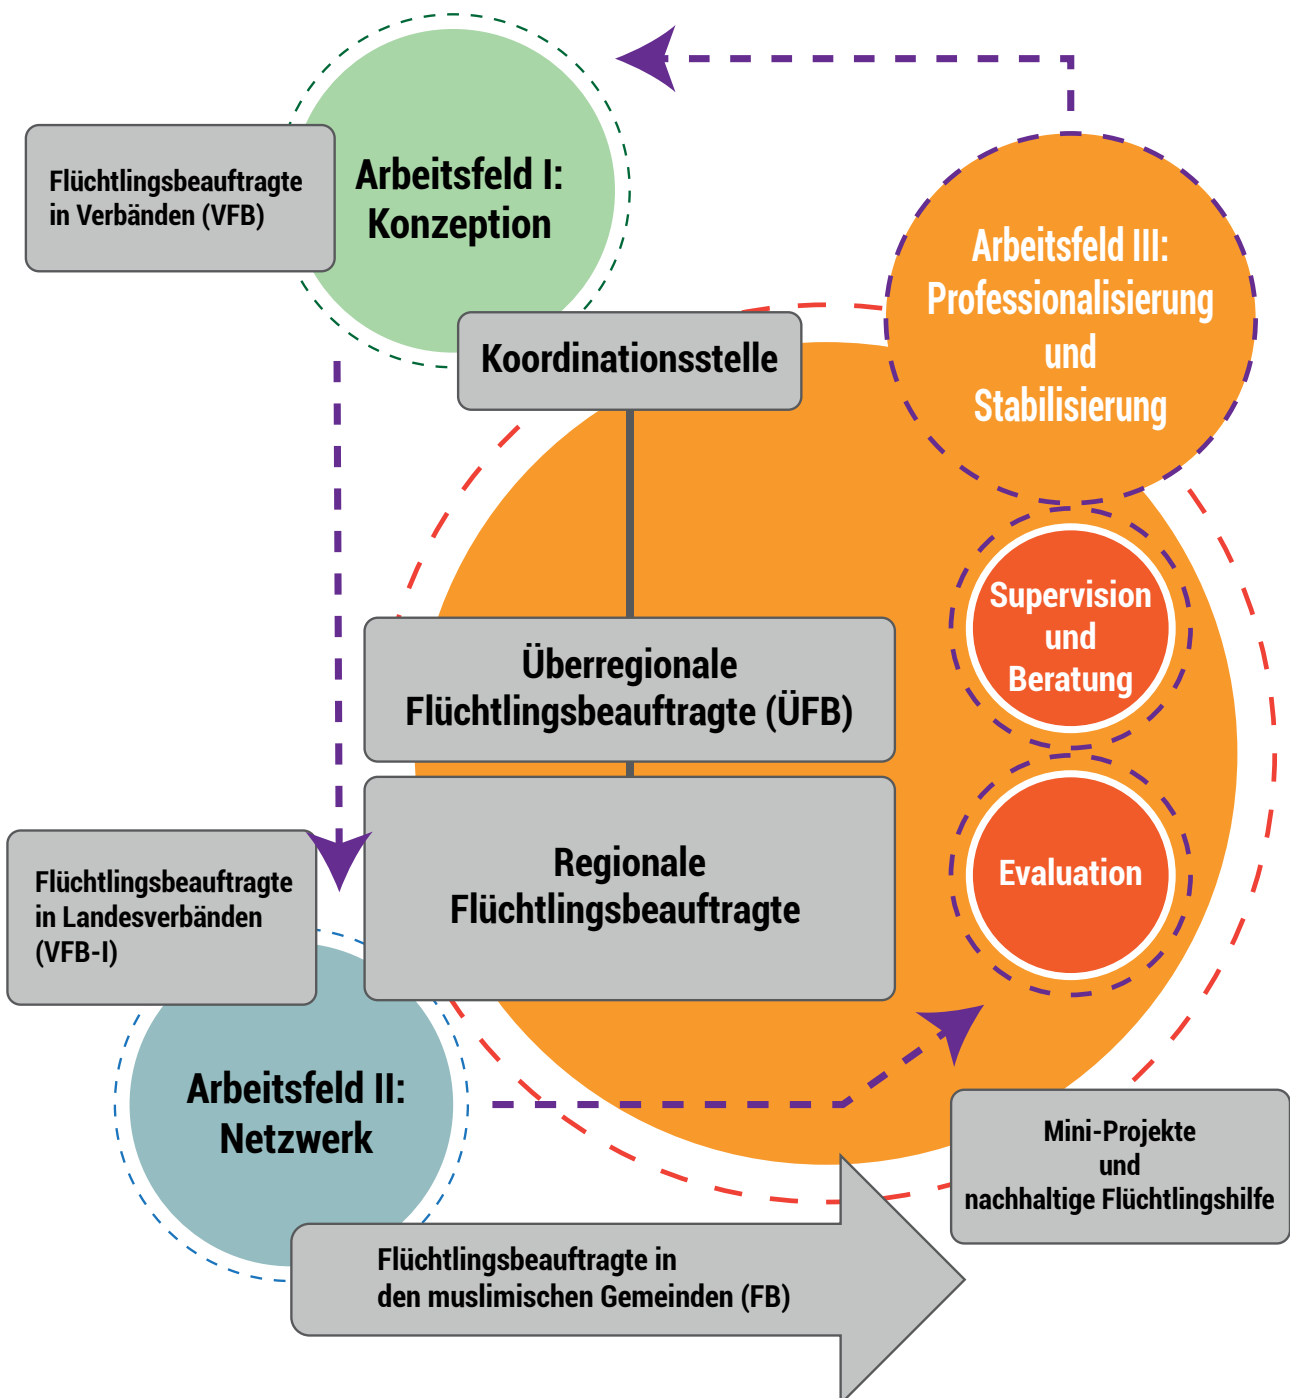 Flüchtlingsbeauftragte
in Verbänden (VFB)
Arbeitsfeld I:
Konzeption
Arbeitsfeld III:
Professionalisierung
und
Stabilisierung
Koordinationsstelle
Supervision
und
Beratung
Überregionale
Flüchtlingsbeauftragte (ÜFB)
Evaluation
Regionale
Flüchtlingsbeauftragte
Flüchtlingsbeauftragte
in Landesverbänden
(VFB-I)
Arbeitsfeld II:
Netzwerk
Mini-Projekte
und
nachhaltige Flüchtlingshilfe
Flüchtlingsbeauftragte in
den muslimischen Gemeinden (FB)